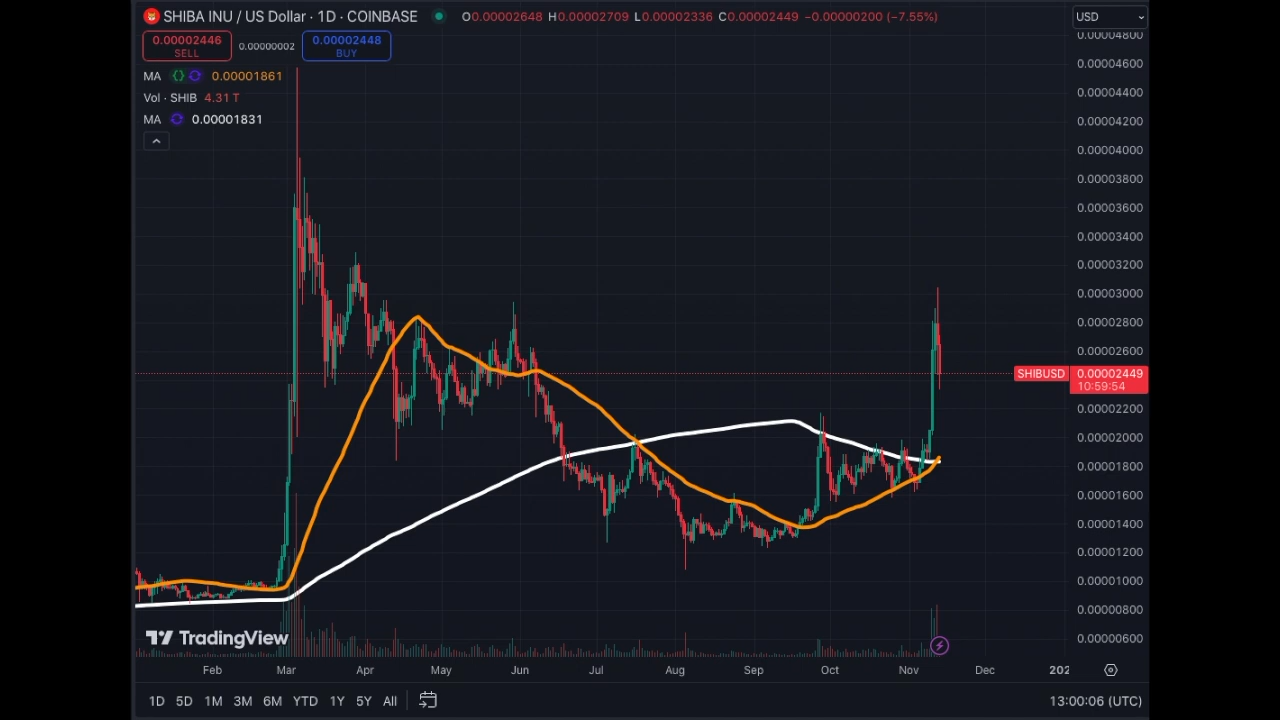 SHIBA INU / US Dollar · 1D · COINBASE O0.00002648 H0.00002709 L0.00002336 C0.00002449 −0.00000200 (−7.55%)
USD
0.00002446 SELL
0.00000002
0.00002448 BUY
MA 0.00001861
Vol · SHIB 4.31 T
MA 0.00001831
0.00004800
0.00004600
0.00004400
0.00004200
0.00004000
0.00003800
0.00003600
0.00003400
0.00003200
0.00003000
0.00002800
0.00002600
SHIBUSD 0.00002449
10:59:54
0.00002200
0.00002000
0.00001800
0.00001600
0.00001400
0.00001200
0.00001000
0.00000800
0.00000600
TradingView
Feb Mar Apr May Jun Jul Aug Sep Oct Nov Dec 202
1D 5D 1M 3M 6M YTD 1Y 5Y All 13:00:06 (UTC)